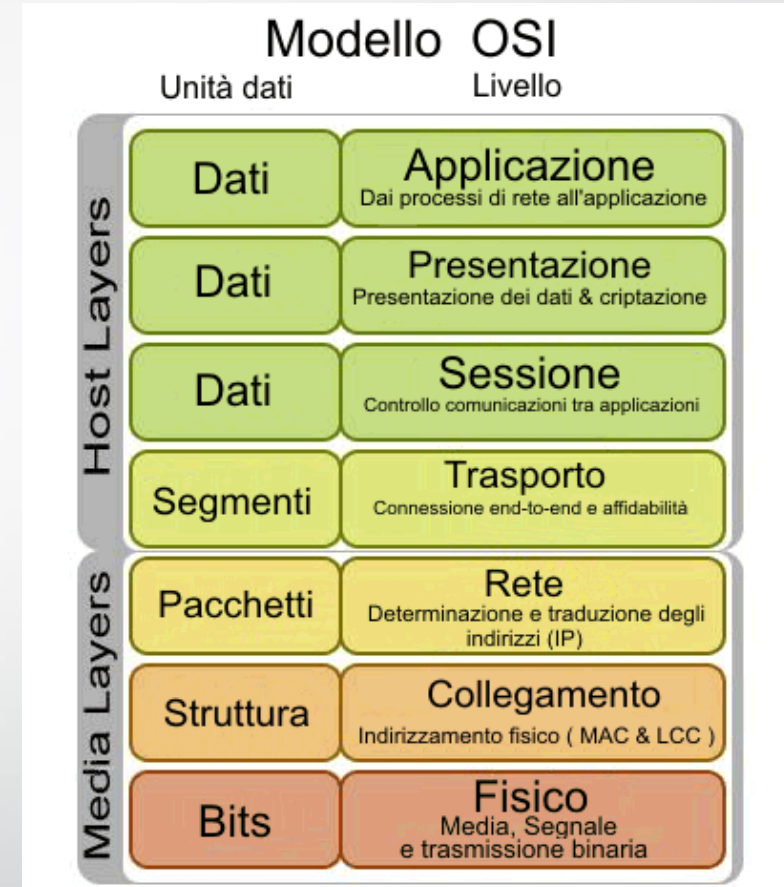 Modello OSI
Unità dati Livello
Host Layers
Dati
Applicazione
Dai processi di rete all'applicazione
Dati
Presentazione
Presentazione dei dati & criptazione
Dati
Sessione
Controllo comunicazioni tra applicazioni
Segmenti
Trasporto
Connessione end-to-end e affidabilità
Media Layers
Pacchetti
Rete
Determinazione e traduzione degli
indirizzi (IP)
Struttura
Collegamento
Indirizzamento fisico ( MAC & LCC )
Bits
Fisico
Media, Segnale
e trasmissione binaria